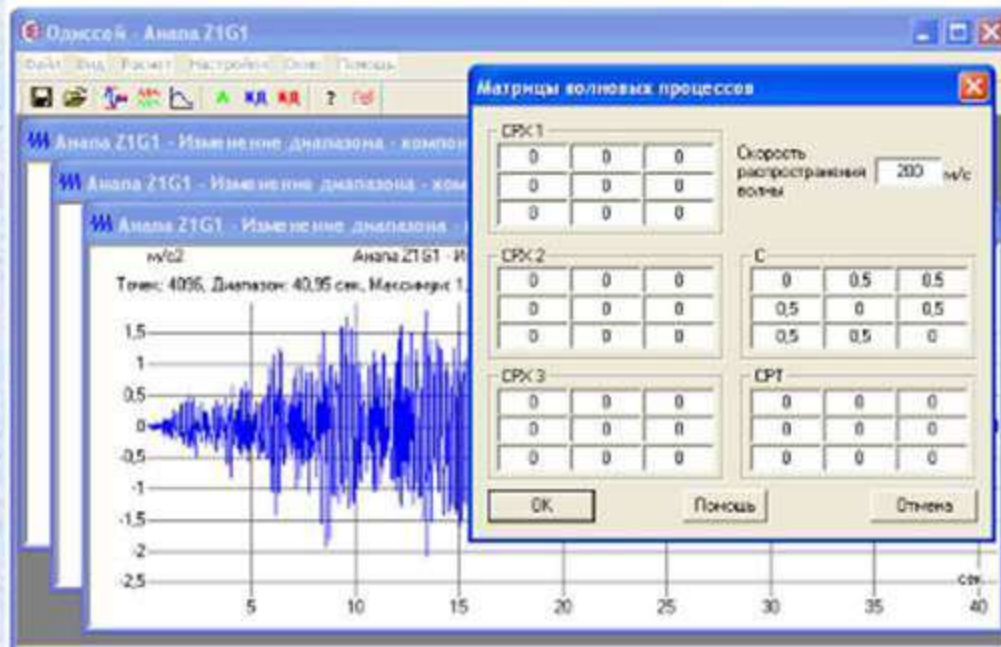 Одиссей - Анапа Z1G1
Файл Вид Расчет Настройки Окно Помощь
А КД КД ?
Анапа Z1G1 - Изменение диапазона - компон
Анапа Z1G1 - Изменение диапазона - ком
Анапа Z1G1 - Изменение диапазона -
м/с2 Анапа Z1G1 - И
Точек: 4096, Диапазон: 40,95 сек, Максимум: 1,
1,5
1
0,5
0
-0,5
-1
-1,5
-2
-2,5
5 10 15 20 25 30 35 40
сек
Матрицы волновых процессов
СРХ 1
0 0 0
0 0 0
0 0 0
Скорость
распространения
волны
200 м/с
СРХ 2
0 0 0
0 0 0
0 0 0
С
0 0.5 0.5
0,5 0 0,5
0,5 0,5 0
СРХ 3
0 0 0
0 0 0
0 0 0
СРТ
0 0 0
0 0 0
0 0 0
ОК Помощь Отмена